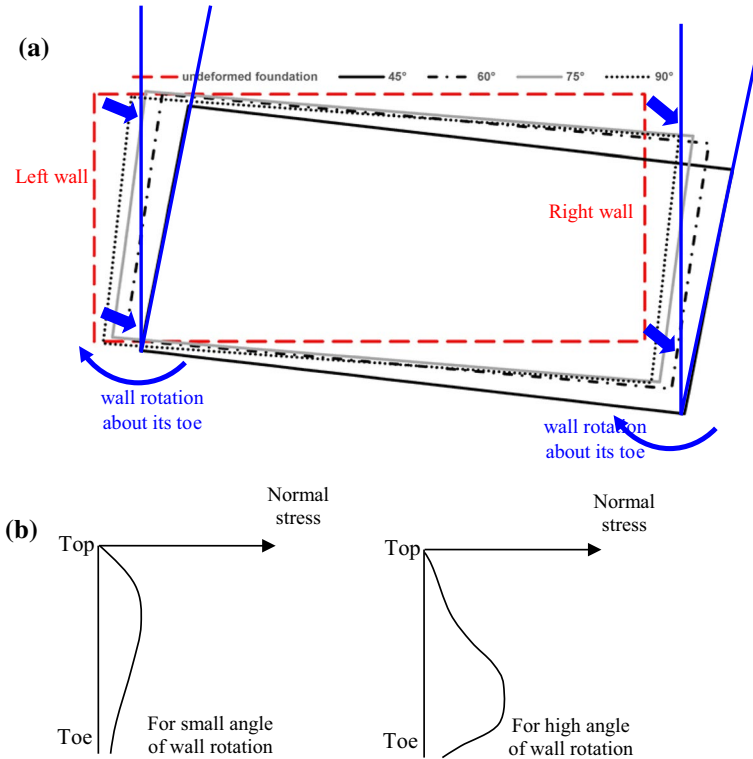 (a)
undeformed foundation 45° 60° 75° 90°
Left wall
Right wall
wall rotation
about its toe
wall rotation
about its toe
(b)
Normal
stress
Top
Toe
For small angle
of wall rotation
Normal
stress
Top
Toe
For high angle
of wall rotation